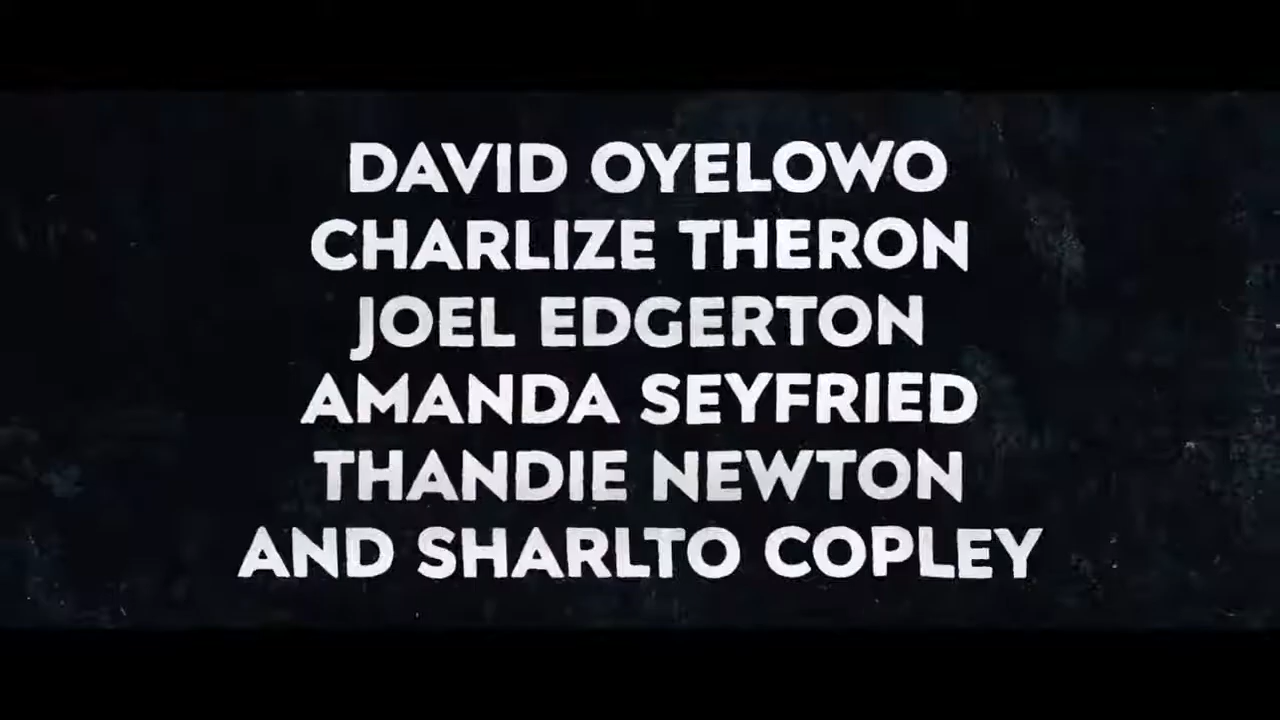 DAVID OYELOWO
CHARLIZE THERON
JOEL EDGERTON
AMANDA SEYFRIED
THANDIE NEWTON
AND SHARLTO COPLEY